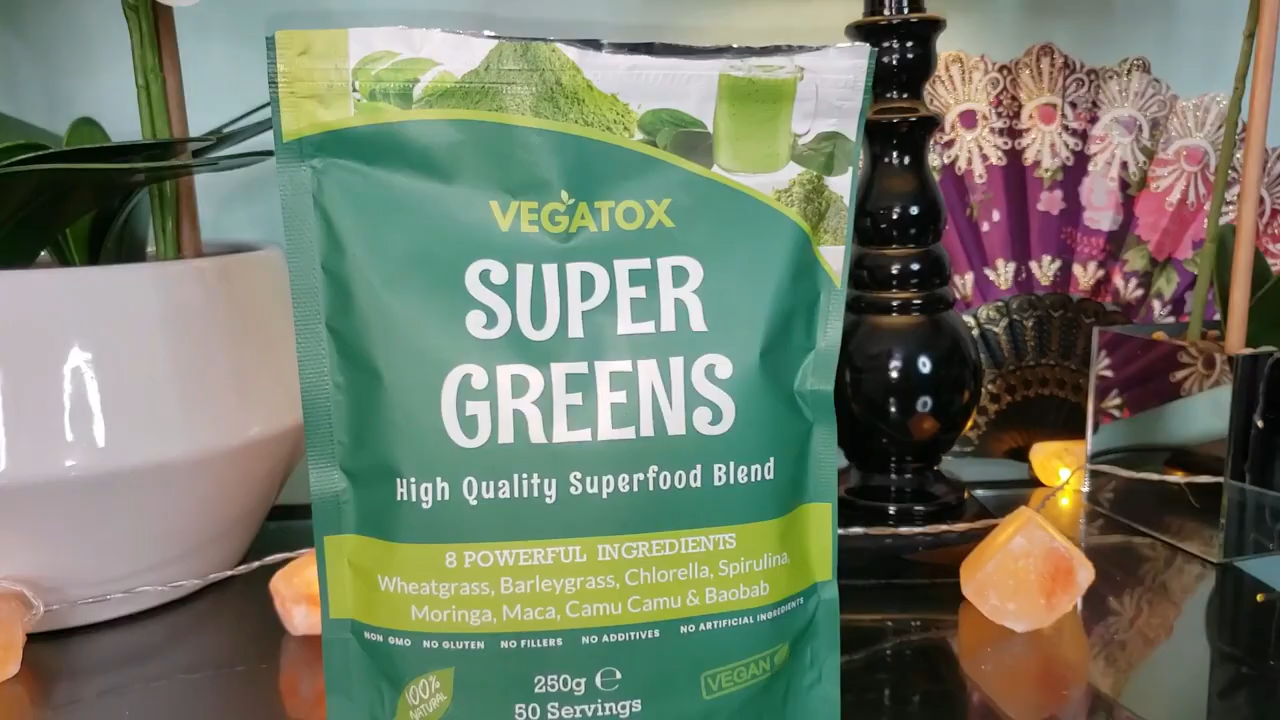 VEGATOX
SUPER
GREENS
High Quality Superfood Blend
8 POWERFUL INGREDIENTS
Wheatgrass, Barleygrass, Chlorella, Spirulina,
Moringa, Maca, Camu Camu & Baobab
NON GMO NO GLUTEN NO FILLERS NO ADDITIVES NO ARTIFICIAL INGREDIENTS
100%
NATURAL
250g ℮
50 Servings
VEGAN